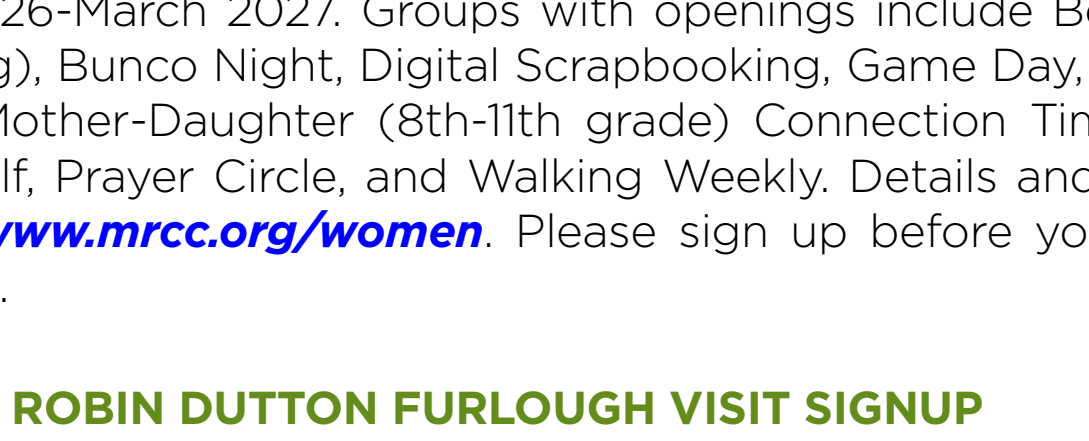 26-March 2027. Groups with openings include
g), Bunco Night, Digital Scrapbooking, Game Day,
Mother-Daughter (8th-11th grade) Connection
lf, Prayer Circle, and Walking Weekly. Details and
www.mrcc.org/women. Please sign up before
.
ROBIN DUTTON FURLOUGH VISIT SIGNUP